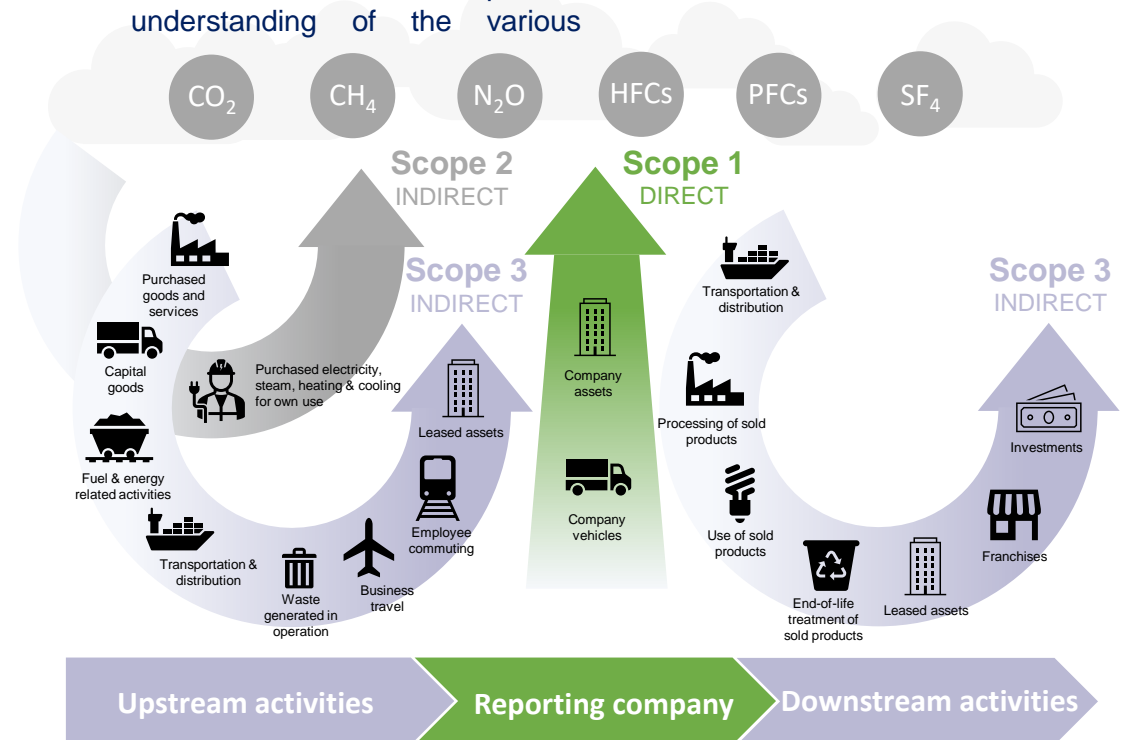 understanding of the various
CO2
CH4
N2O
HFCs
PFCs
SF4
Scope 2
INDIRECT
Scope 1
DIRECT
Scope 3
INDIRECT
Scope 3
INDIRECT
Purchased
goods and
services
Capital
goods
Fuel & energy
related activities
Transportation &
distribution
Waste
generated in
operation
Business
travel
Employee
commuting
Leased assets
Purchased electricity,
steam, heating & cooling
for own use
Company
assets
Company
vehicles
Transportation &
distribution
Processing of sold
products
Use of sold
products
End-of-life
treatment of
sold products
Leased assets
Franchises
Investments
Upstream activities
Reporting company
Downstream activities